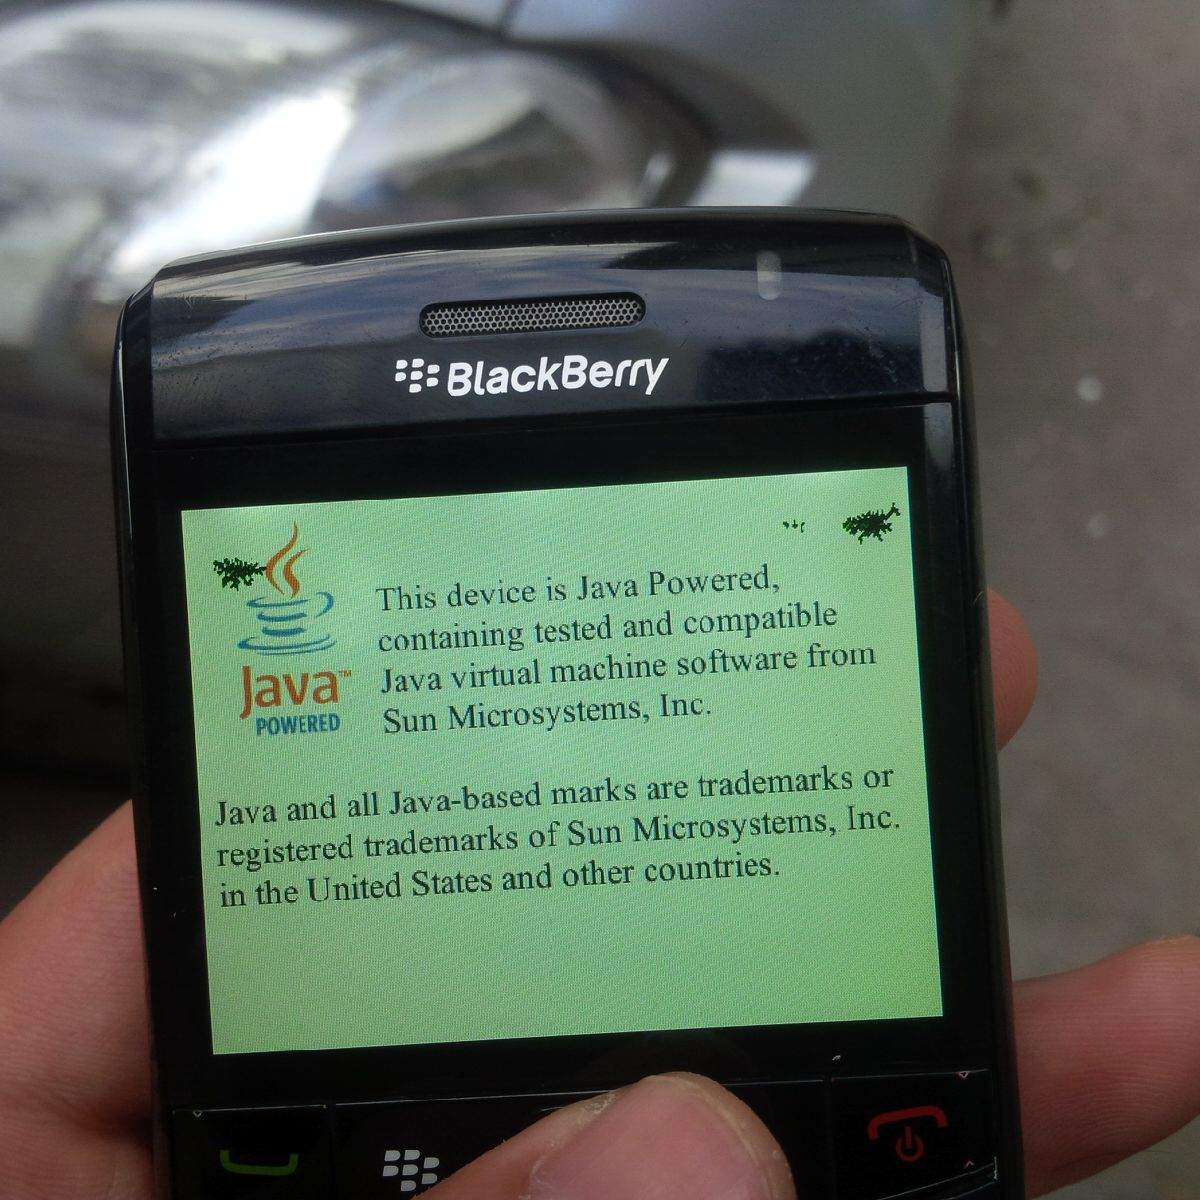 BlackBerry
This device is Java Powered,
containing tested and compatible
Java virtual machine software from
Sun Microsystems, Inc.
Java™
POWERED
Java and all Java-based marks are trademarks or
registered trademarks of Sun Microsystems, Inc.
in the United States and other countries.